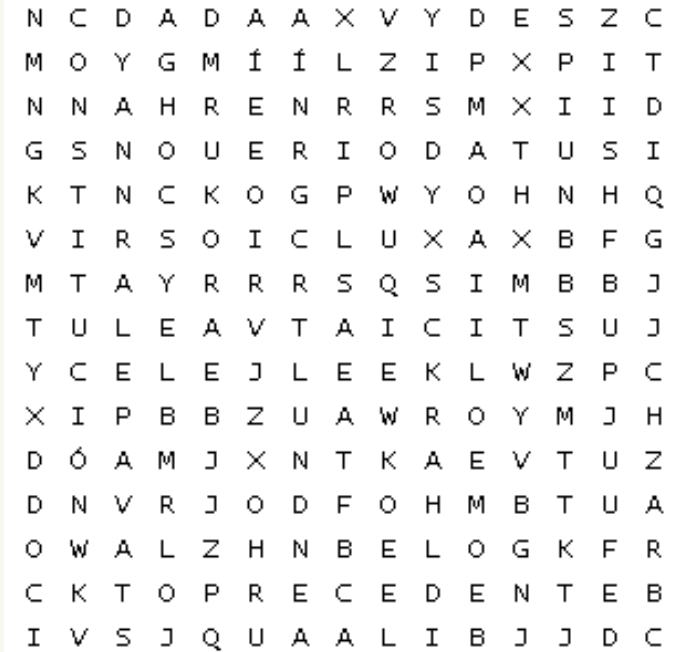 N C D A D A A X V Y D E S Z C
M O Y G M Í Í L Z I P X P I T
N N A H R E N R R S M X I I D
G S N O U E R I O D A T U S I
K T N C K O G P W Y O H N H Q
V I R S O I C L U X A X B F G
M T A Y R R R S Q S I M B B J
T U L E A V T A I C I T S U J
Y C E L E J L E E K L W Z P C
X I P B B Z U A W R O Y M J H
D Ó A M J X N T K A E V T U Z
D N V R J O D F O H M B T U A
O W A L Z H N B E L O G K F R
C K T O P R E C E D E N T E B
I V S J Q U A A L I B J J D C